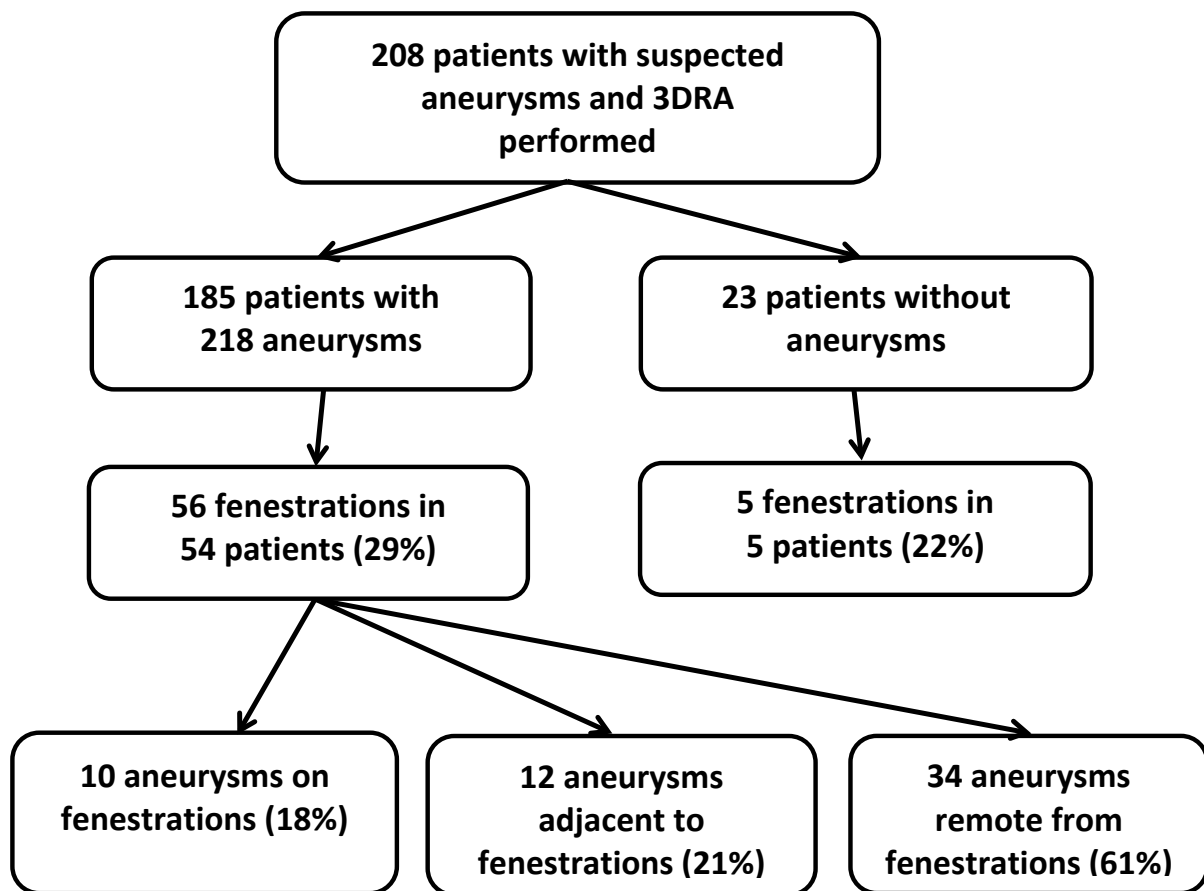 208 patients with suspected
aneurysms and 3DRA
performed
185 patients with
218 aneurysms
23 patients without
aneurysms
56 fenestrations in
54 patients (29%)
5 fenestrations in
5 patients (22%)
10 aneurysms on
fenestrations (18%)
12 aneurysms
adjacent to
fenestrations (21%)
34 aneurysms
remote from
fenestrations (61%)